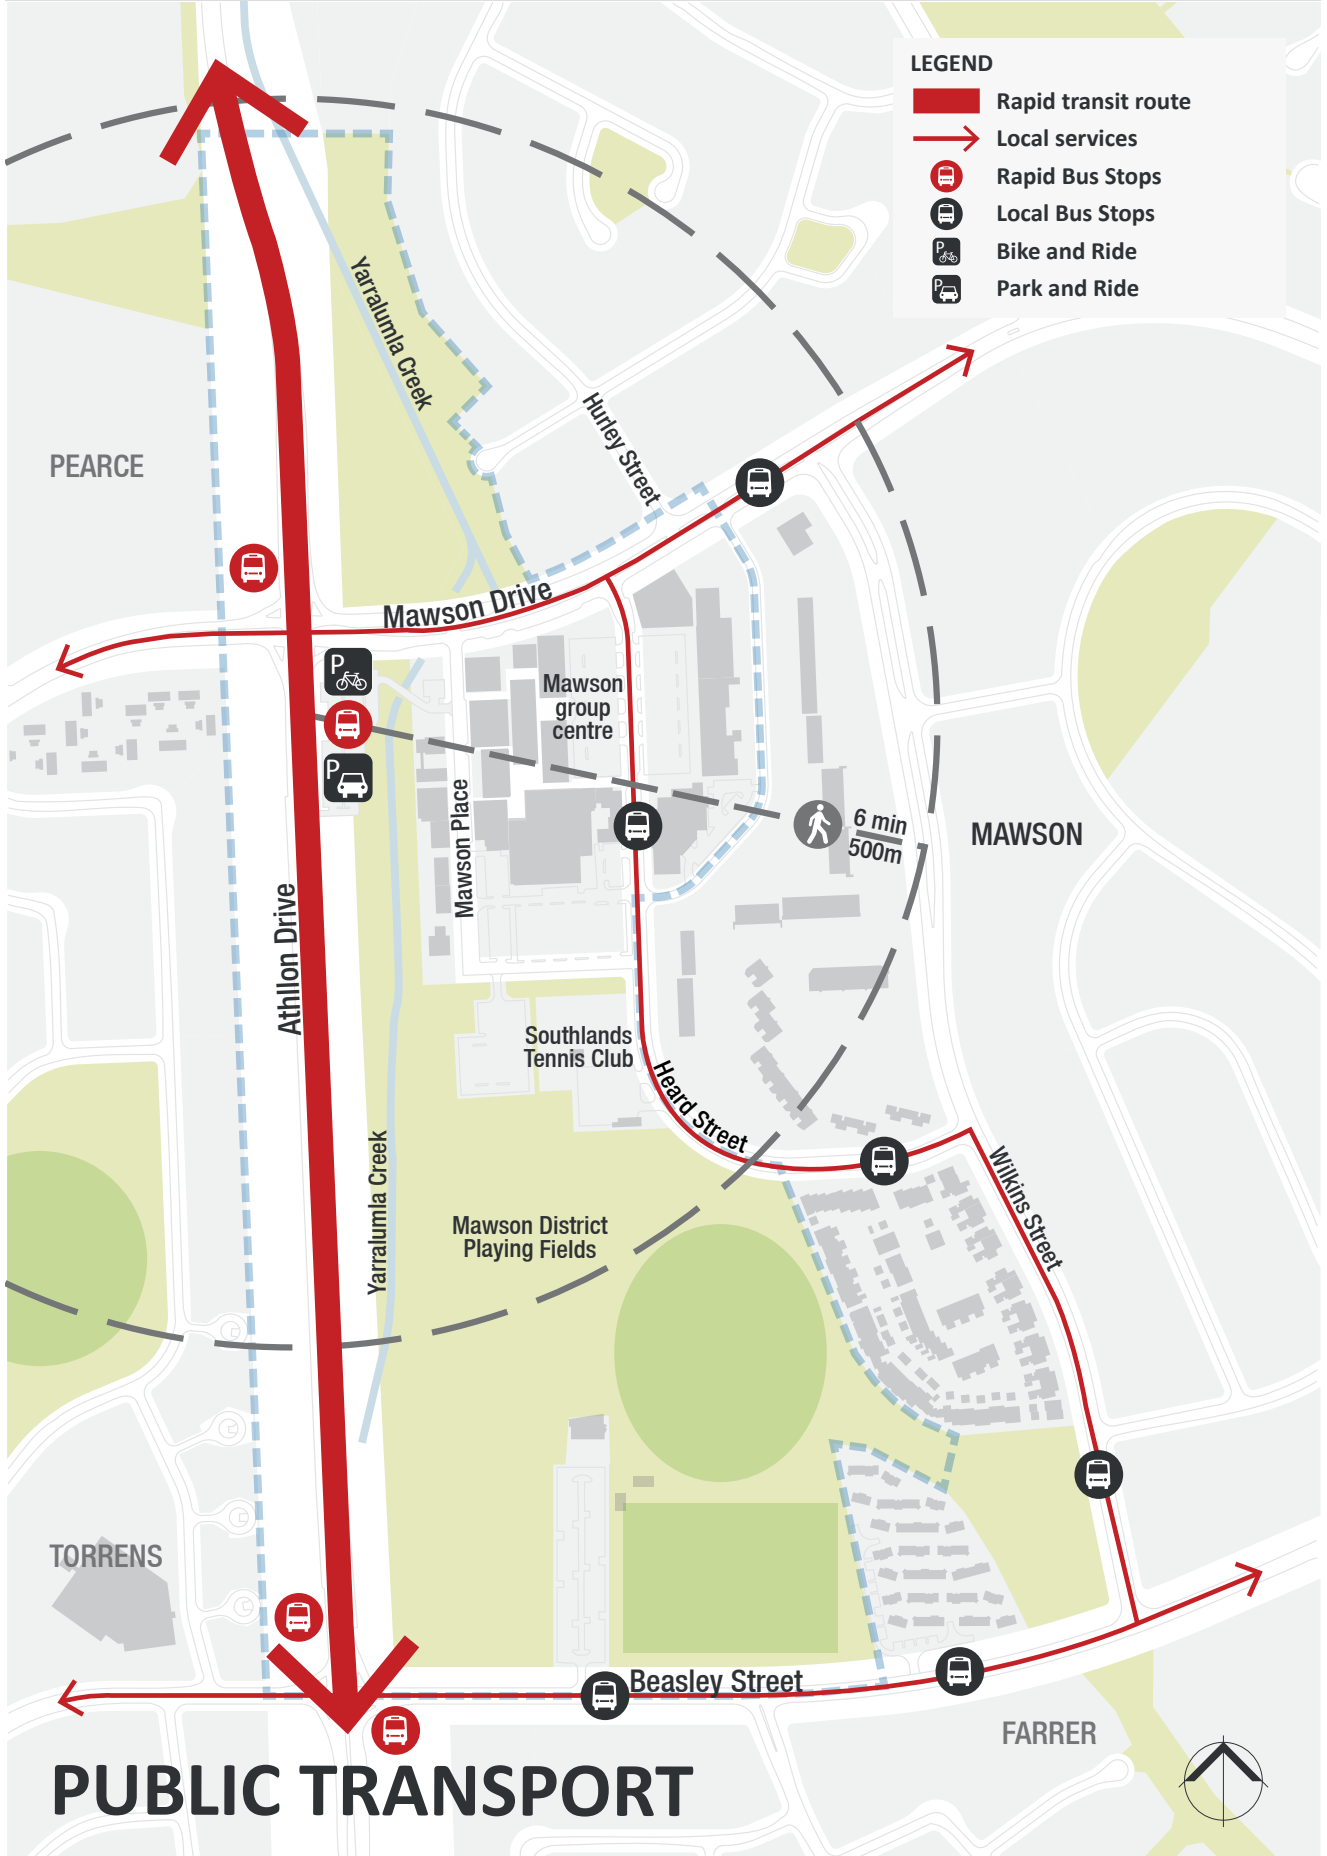 LEGEND
Rapid transit route
Local services
Rapid Bus Stops
Local Bus Stops
P Bike and Ride
P Park and Ride
Yarralumla Creek
Hurley Street
PEARCE
Mawson Drive
P
P
Mawson
group
centre
Mawson Place
6 min
500m
MAWSON
Athllon Drive
Southlands
Tennis Club
Heard Street
Yarralumla Creek
Wilkins Street
Mawson District
Playing Fields
TORRENS
Beasley Street
FARRER
PUBLIC TRANSPORT